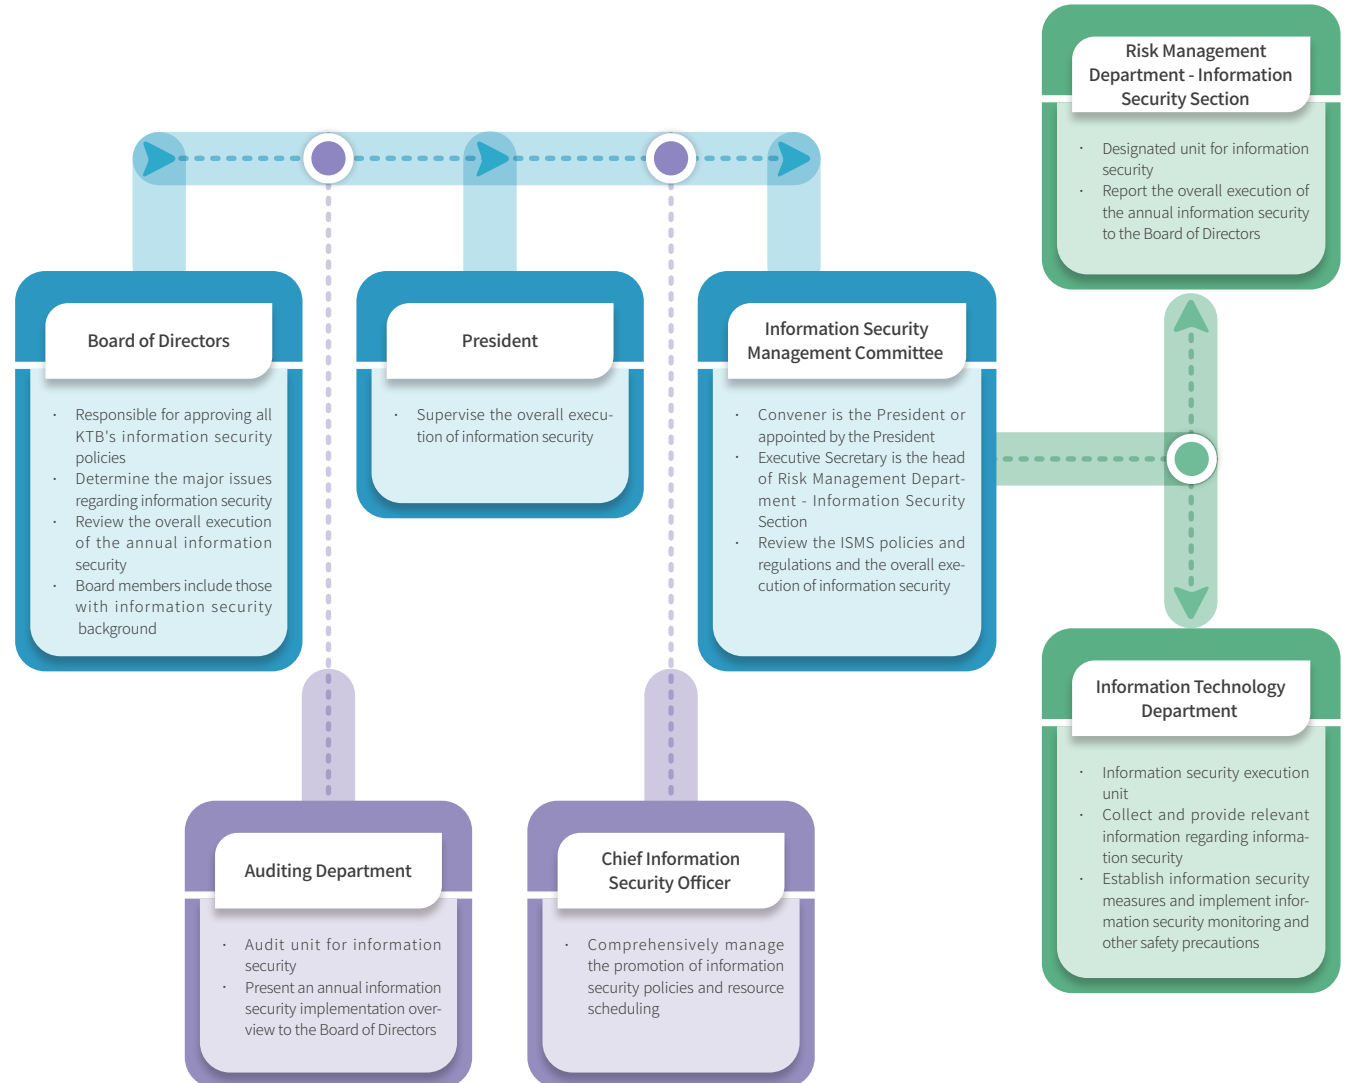 Risk Management
Department - Information
Security Section
· Designated unit for information
security
· Report the overall execution of
the annual information security
to the Board of Directors
Board of Directors
· Responsible for approving all
KTB's information security
policies
· Determine the major issues
regarding information security
· Review the overall execution
of the annual information
security
· Board members include those
with information security
background
President
· Supervise the overall execu-
tion of information security
Information Security
Management Committee
· Convener is the President or
appointed by the President
· Executive Secretary is the head
of Risk Management Depart-
ment - Information Security
Section
· Review the ISMS policies and
regulations and the overall exe-
cution of information security
Information Technology
Department
· Information security execution
unit
· Collect and provide relevant
information regarding informa-
tion security
· Establish information security
measures and implement infor-
mation security monitoring and
other safety precautions
Auditing Department
· Audit unit for information
security
· Present an annual information
security implementation over-
view to the Board of Directors
Chief Information
Security Officer
· Comprehensively manage
the promotion of information
security policies and resource
scheduling